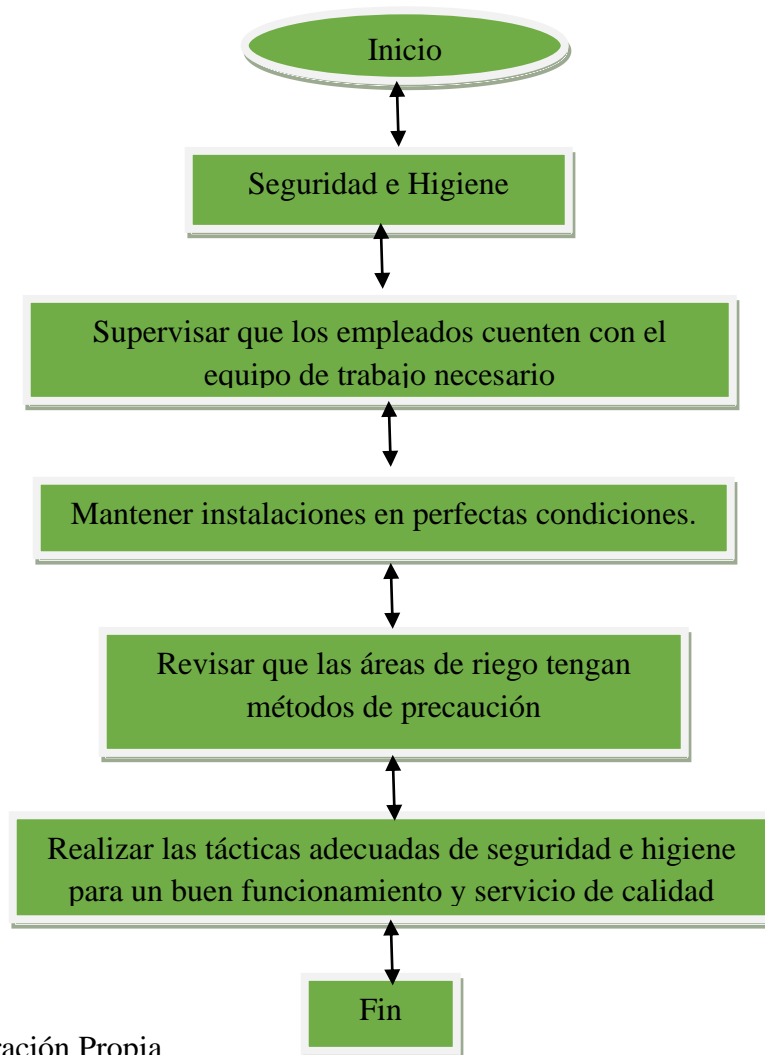 Inicio
Seguridad e Higiene
Supervisar que los empleados cuenten con el
equipo de trabajo necesario
Mantener instalaciones en perfectas condiciones.
Revisar que las áreas de riego tengan
métodos de precaución
Realizar las tácticas adecuadas de seguridad e higiene
para un buen funcionamiento y servicio de calidad
Fin
ración Propia